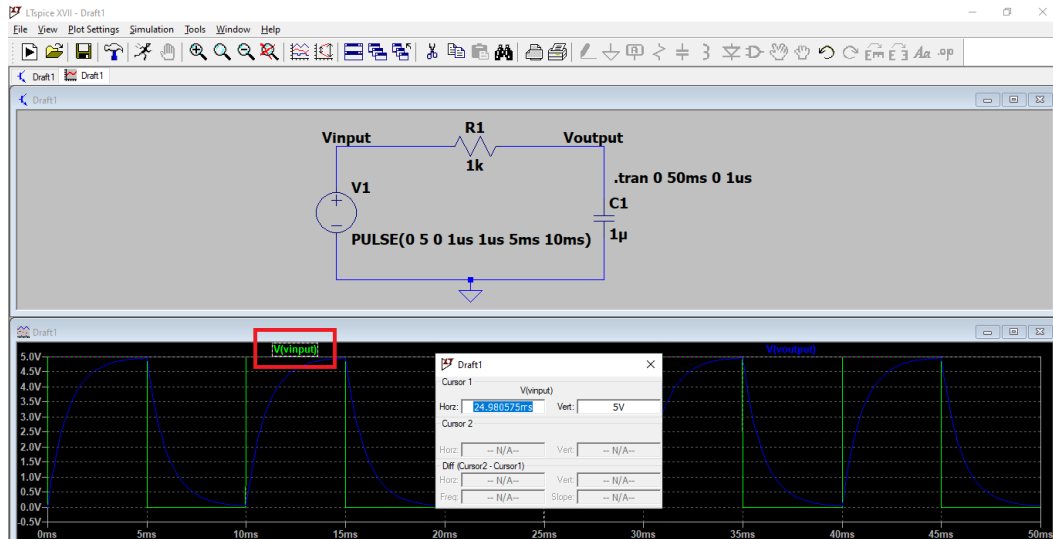 LTspice XVII - Draft1
File View Plot Settings Simulation Tools Window Help
Aa .op
Draft1 Draft1
Draft1
Vinput R1 Voutput
1k
.tran 0 50ms 0 1us
V1
C1
PULSE(0 5 0 1us 1us 5ms 10ms) 1µ
Draft1
V(vinput) V(voutput)
5.0V
4.5V
4.0V
3.5V
3.0V
2.5V
2.0V
1.5V
1.0V
0.5V
0.0V
-0.5V
0ms 5ms 10ms 15ms 20ms 25ms 30ms 35ms 40ms 45ms 50ms
Draft1
Cursor 1
V(vinput)
Horz: 24.980575ms Vert: 5V
Cursor 2
Horz: -- N/A-- Vert: -- N/A--
Diff (Cursor2 - Cursor1)
Horz: -- N/A-- Vert: -- N/A--
Freq: -- N/A-- Slope: -- N/A--